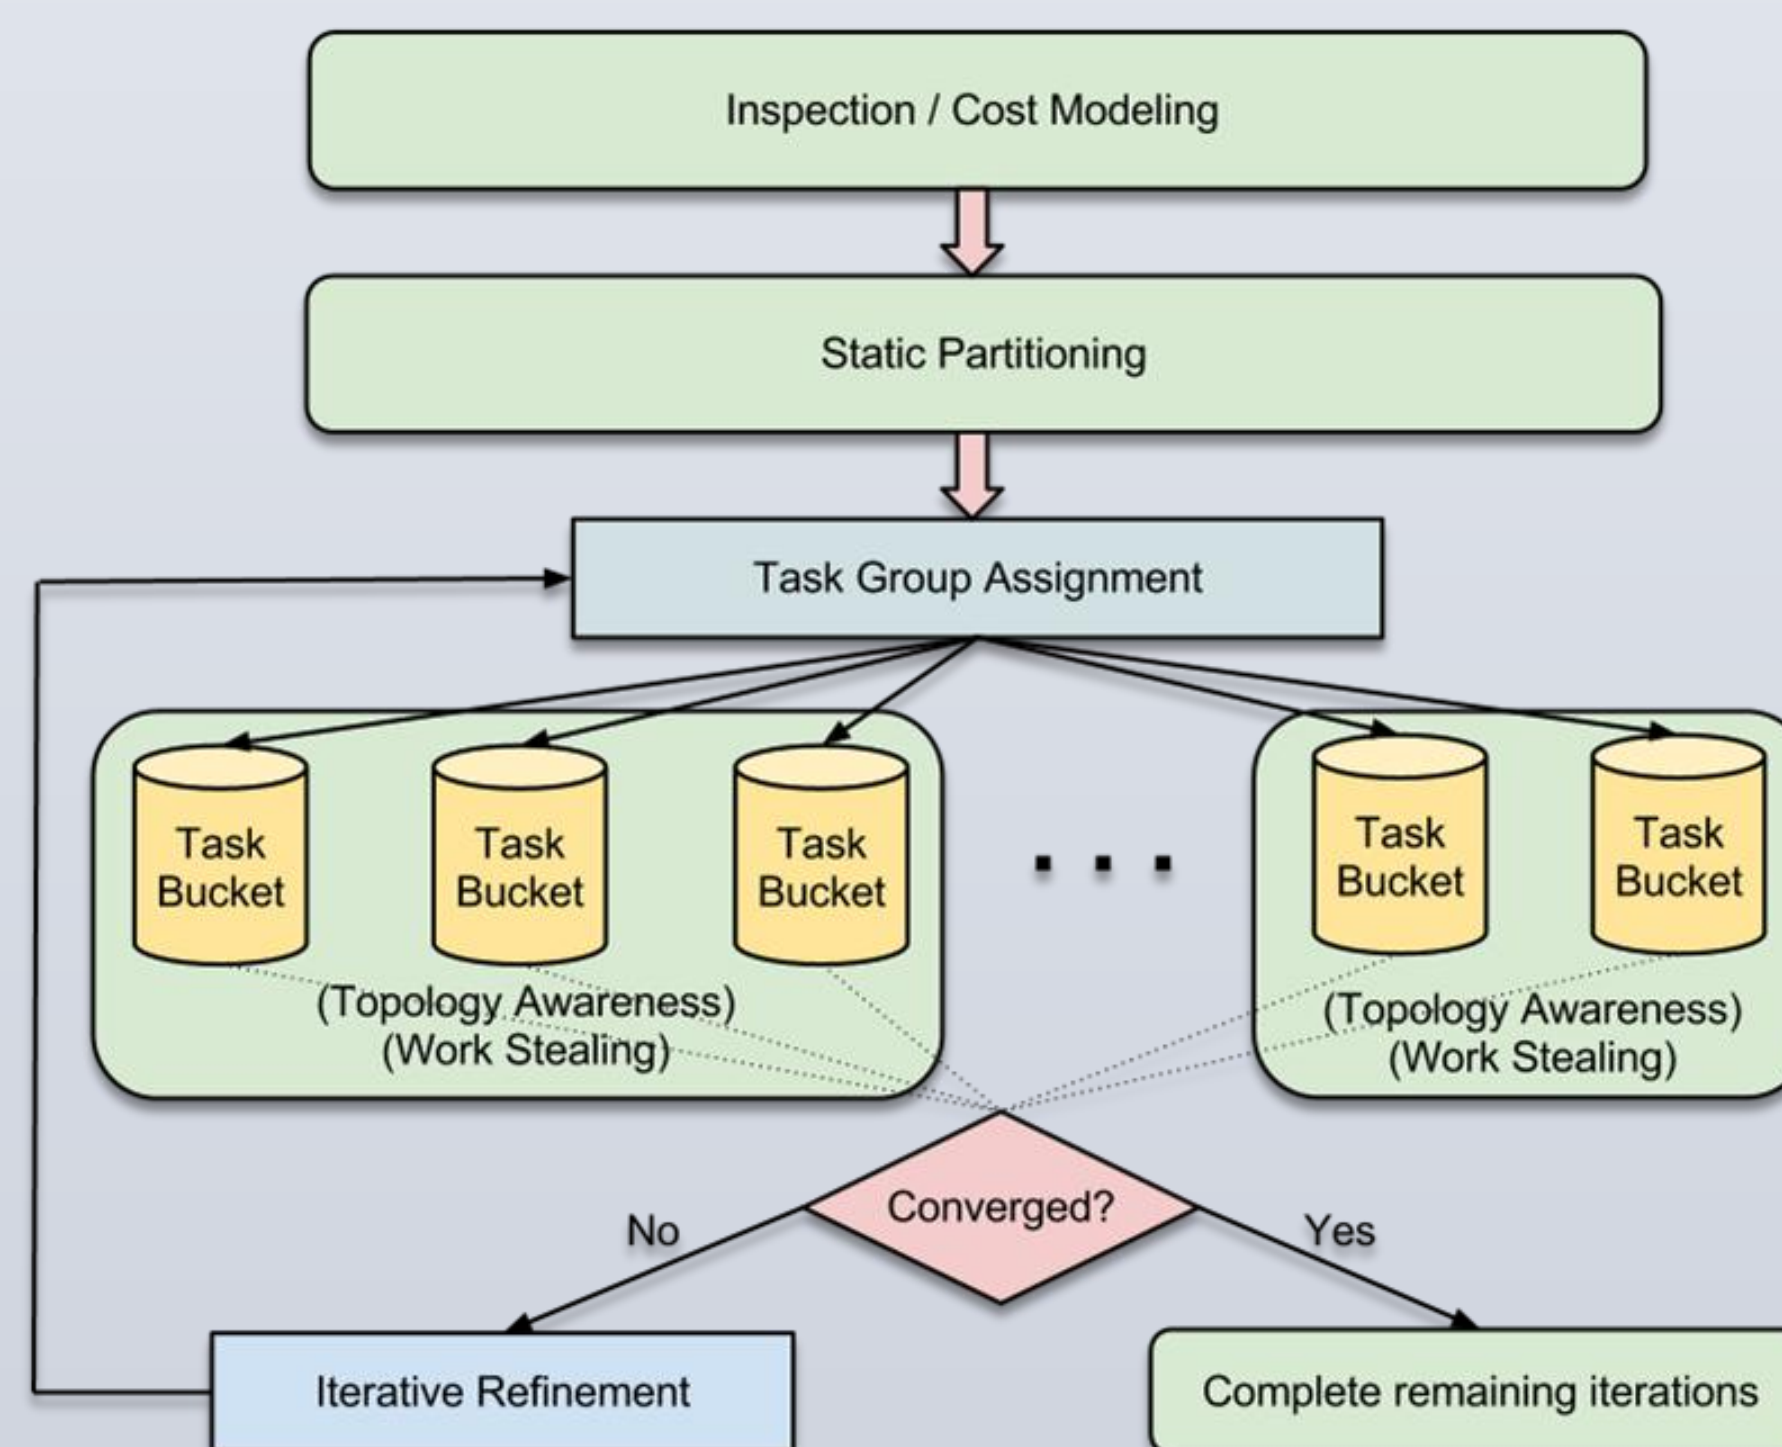 Inspection / Cost Modeling
Static Partitioning
Task Group Assignment
Task
Bucket
Task
Bucket
Task
Bucket
. . .
Task
Bucket
Task
Bucket
(Topology Awareness)
(Work Stealing)
(Topology Awareness)
(Work Stealing)
Converged?
No
Yes
Iterative Refinement
Complete remaining iterations